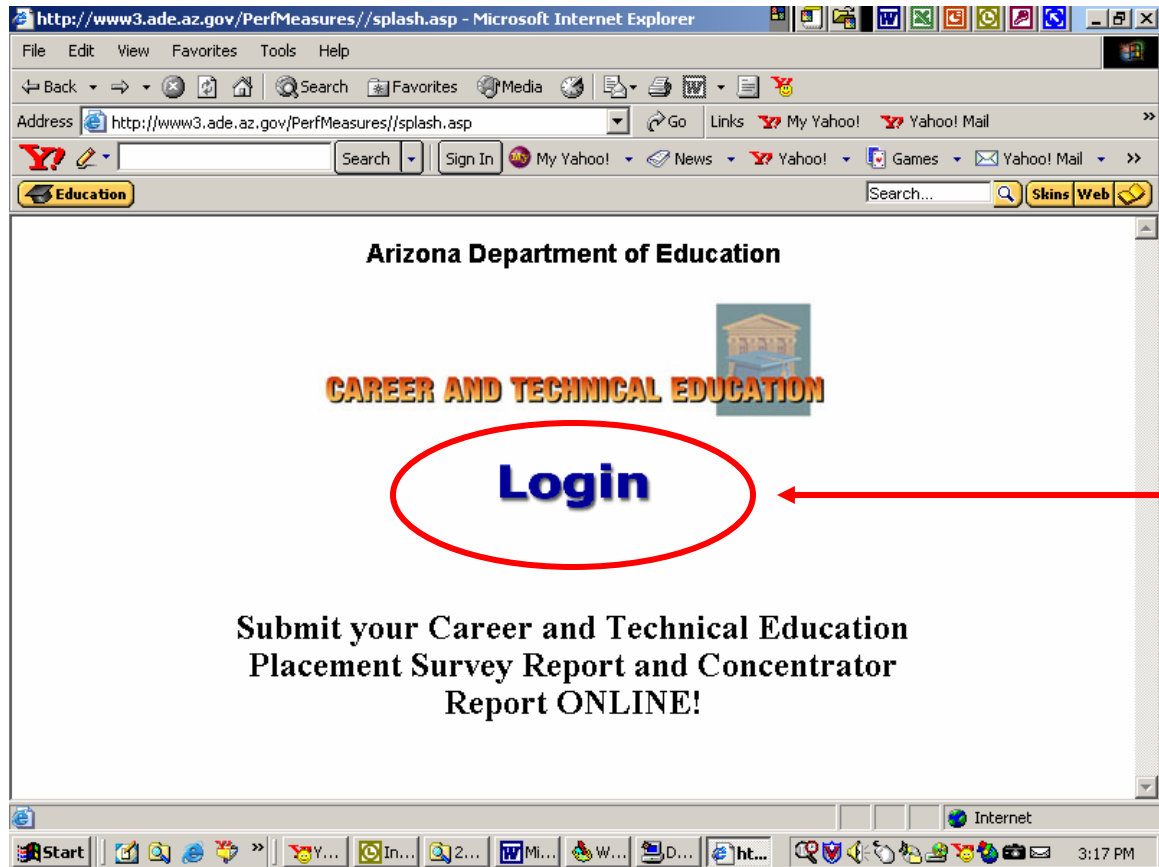 http://www3.ade.az.gov/PerfMeasures//splash.asp - Microsoft Internet Explorer
File Edit View Favorites Tools Help
Back Search Favorites Media
Address http://www3.ade.az.gov/PerfMeasures//splash.asp Go Links My Yahoo! Yahoo! Mail »
Y! Search Sign In My Yahoo! News Yahoo! Games Yahoo! Mail »
Education Search... Skins Web
Arizona Department of Education
CAREER AND TECHNICAL EDUCATION
Login
Submit your Career and Technical Education
Placement Survey Report and Concentrator
Report ONLINE!
Internet
Start » Y... In... 2... Mi... W... D... ht... 3:17 PM